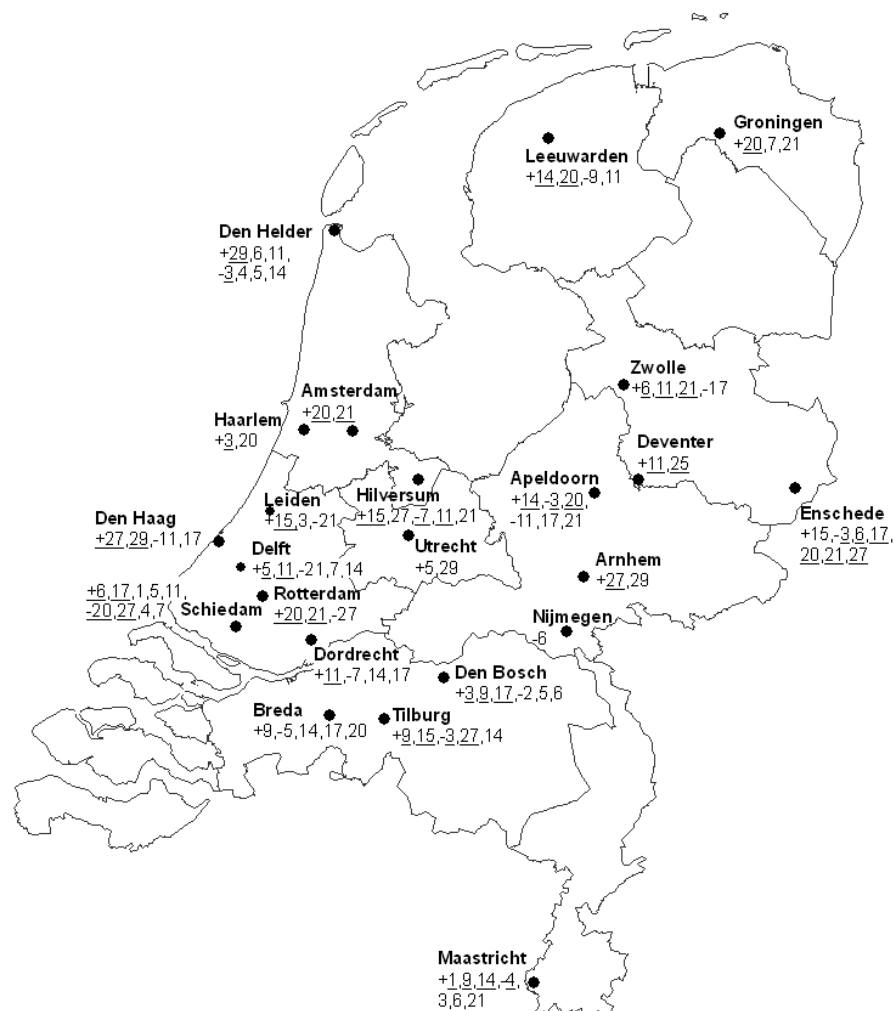 Groningen
+20,7,21
Leeuwarden
+14,20,-9,11
Den Helder
+29,6,11,
-3,4,5,14
Zwolle
+6,11,21,-17
Amsterdam
+20,21
Haarlem
+3,20
Deventer
+11,25
Apeldoorn
+14,-3,20,
-11,17,21
Hilversum
+15,27,-7,11,21
Leiden
+15,3,-21
Enschede
+15,-3,6,17,
20,21,27
Den Haag
+27,29,-11,17
Utrecht
+5,29
Delft
+5,11,-21,7,14
Arnhem
+27,29
+6,17,1,5,11,
-20,27,4,7
Schiedam
Rotterdam
+20,21,-27
Nijmegen
-6
Dordrecht
+11,-7,14,17
Den Bosch
+3,9,17,-2,5,6
Breda
+9,-5,14,17,20
Tilburg
+9,15,-3,27,14
Maastricht
+1,9,14,-4,
3,6,21